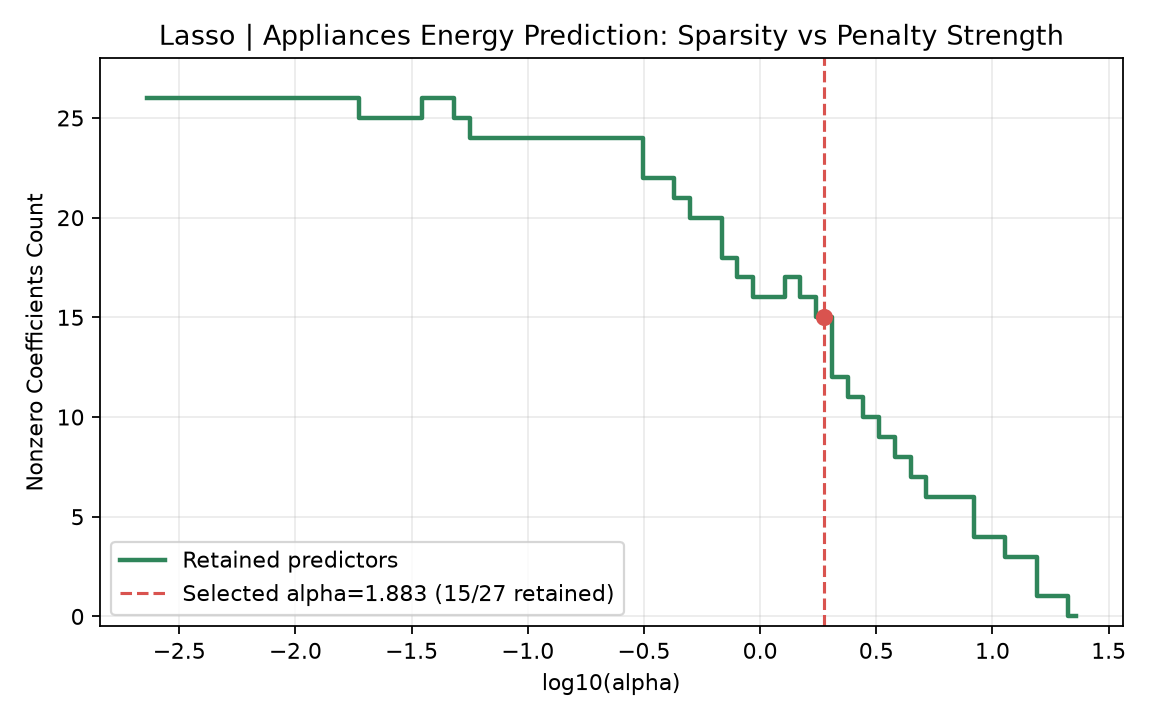 Lasso | Appliances Energy Prediction: Sparsity vs Penalty Strength
Nonzero Coefficients Count
25
20
15
10
5
0
Retained predictors
Selected alpha=1.883 (15/27 retained)
−2.5 −2.0 −1.5 −1.0 −0.5 0.0 0.5 1.0 1.5
log10(alpha)